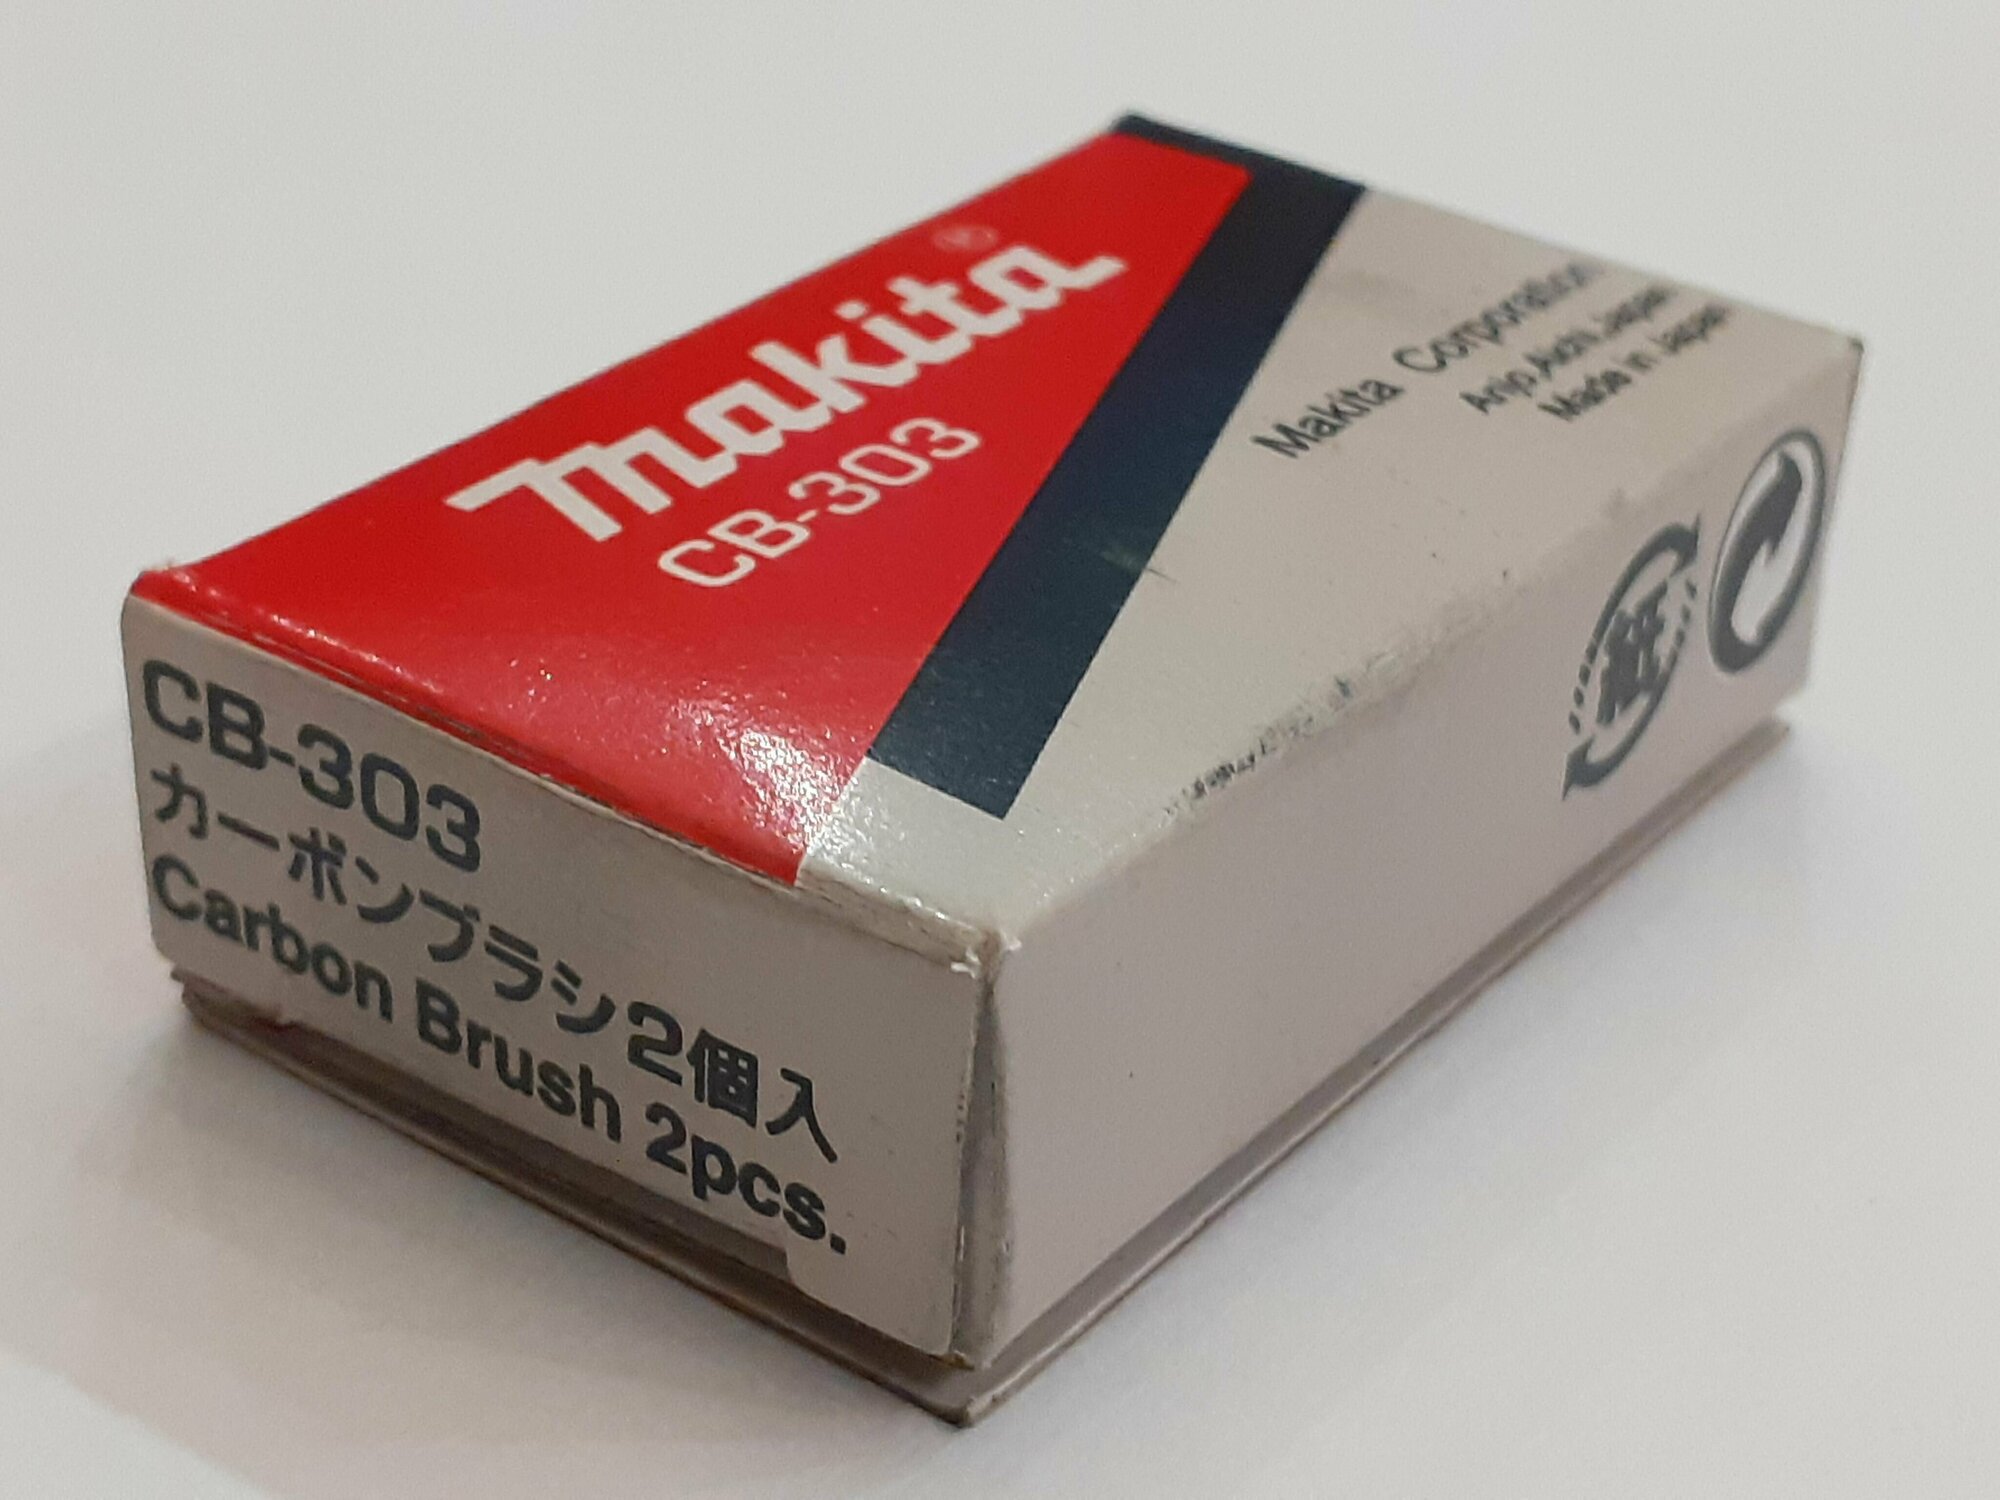 makita®
CB-303
Makita Corporation
Anjo, Aichi Japan
Made in Japan
紙
CB-303
カーボンブラシ2個入
Carbon Brush 2pcs.